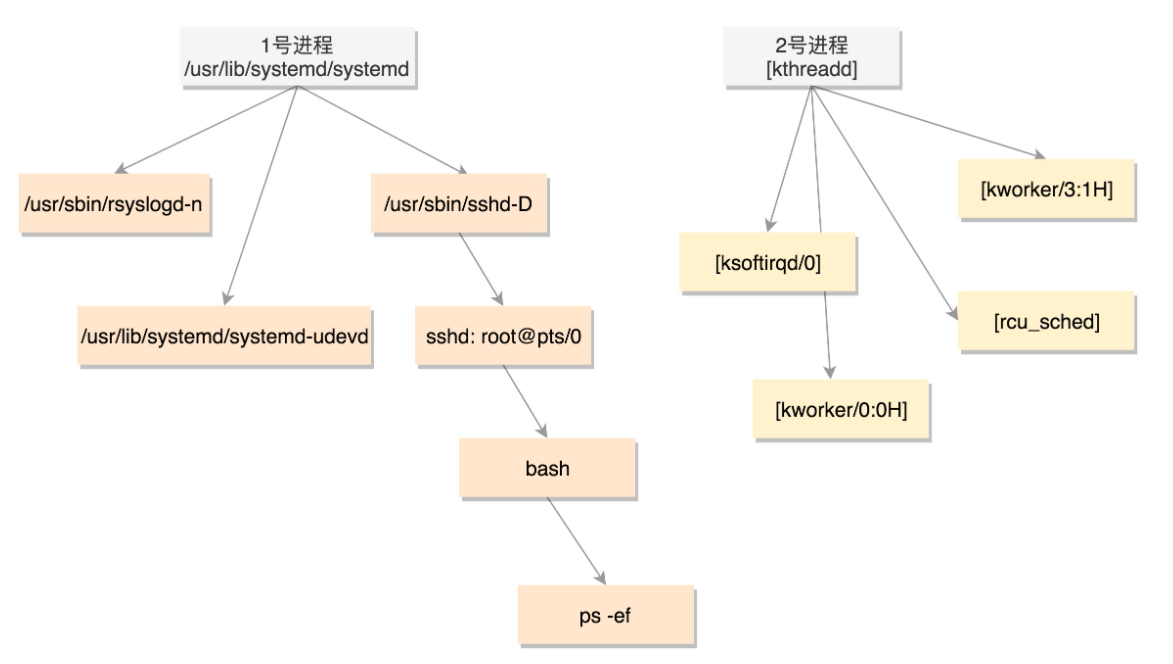 1号进程
/usr/lib/systemd/systemd
2号进程
[kthreadd]
/usr/sbin/rsyslogd-n
/usr/sbin/sshd-D
[kworker/3:1H]
[ksoftirqd/0]
/usr/lib/systemd/systemd-udevd
sshd: root@pts/0
[rcu_sched]
[kworker/0:0H]
bash
ps -ef